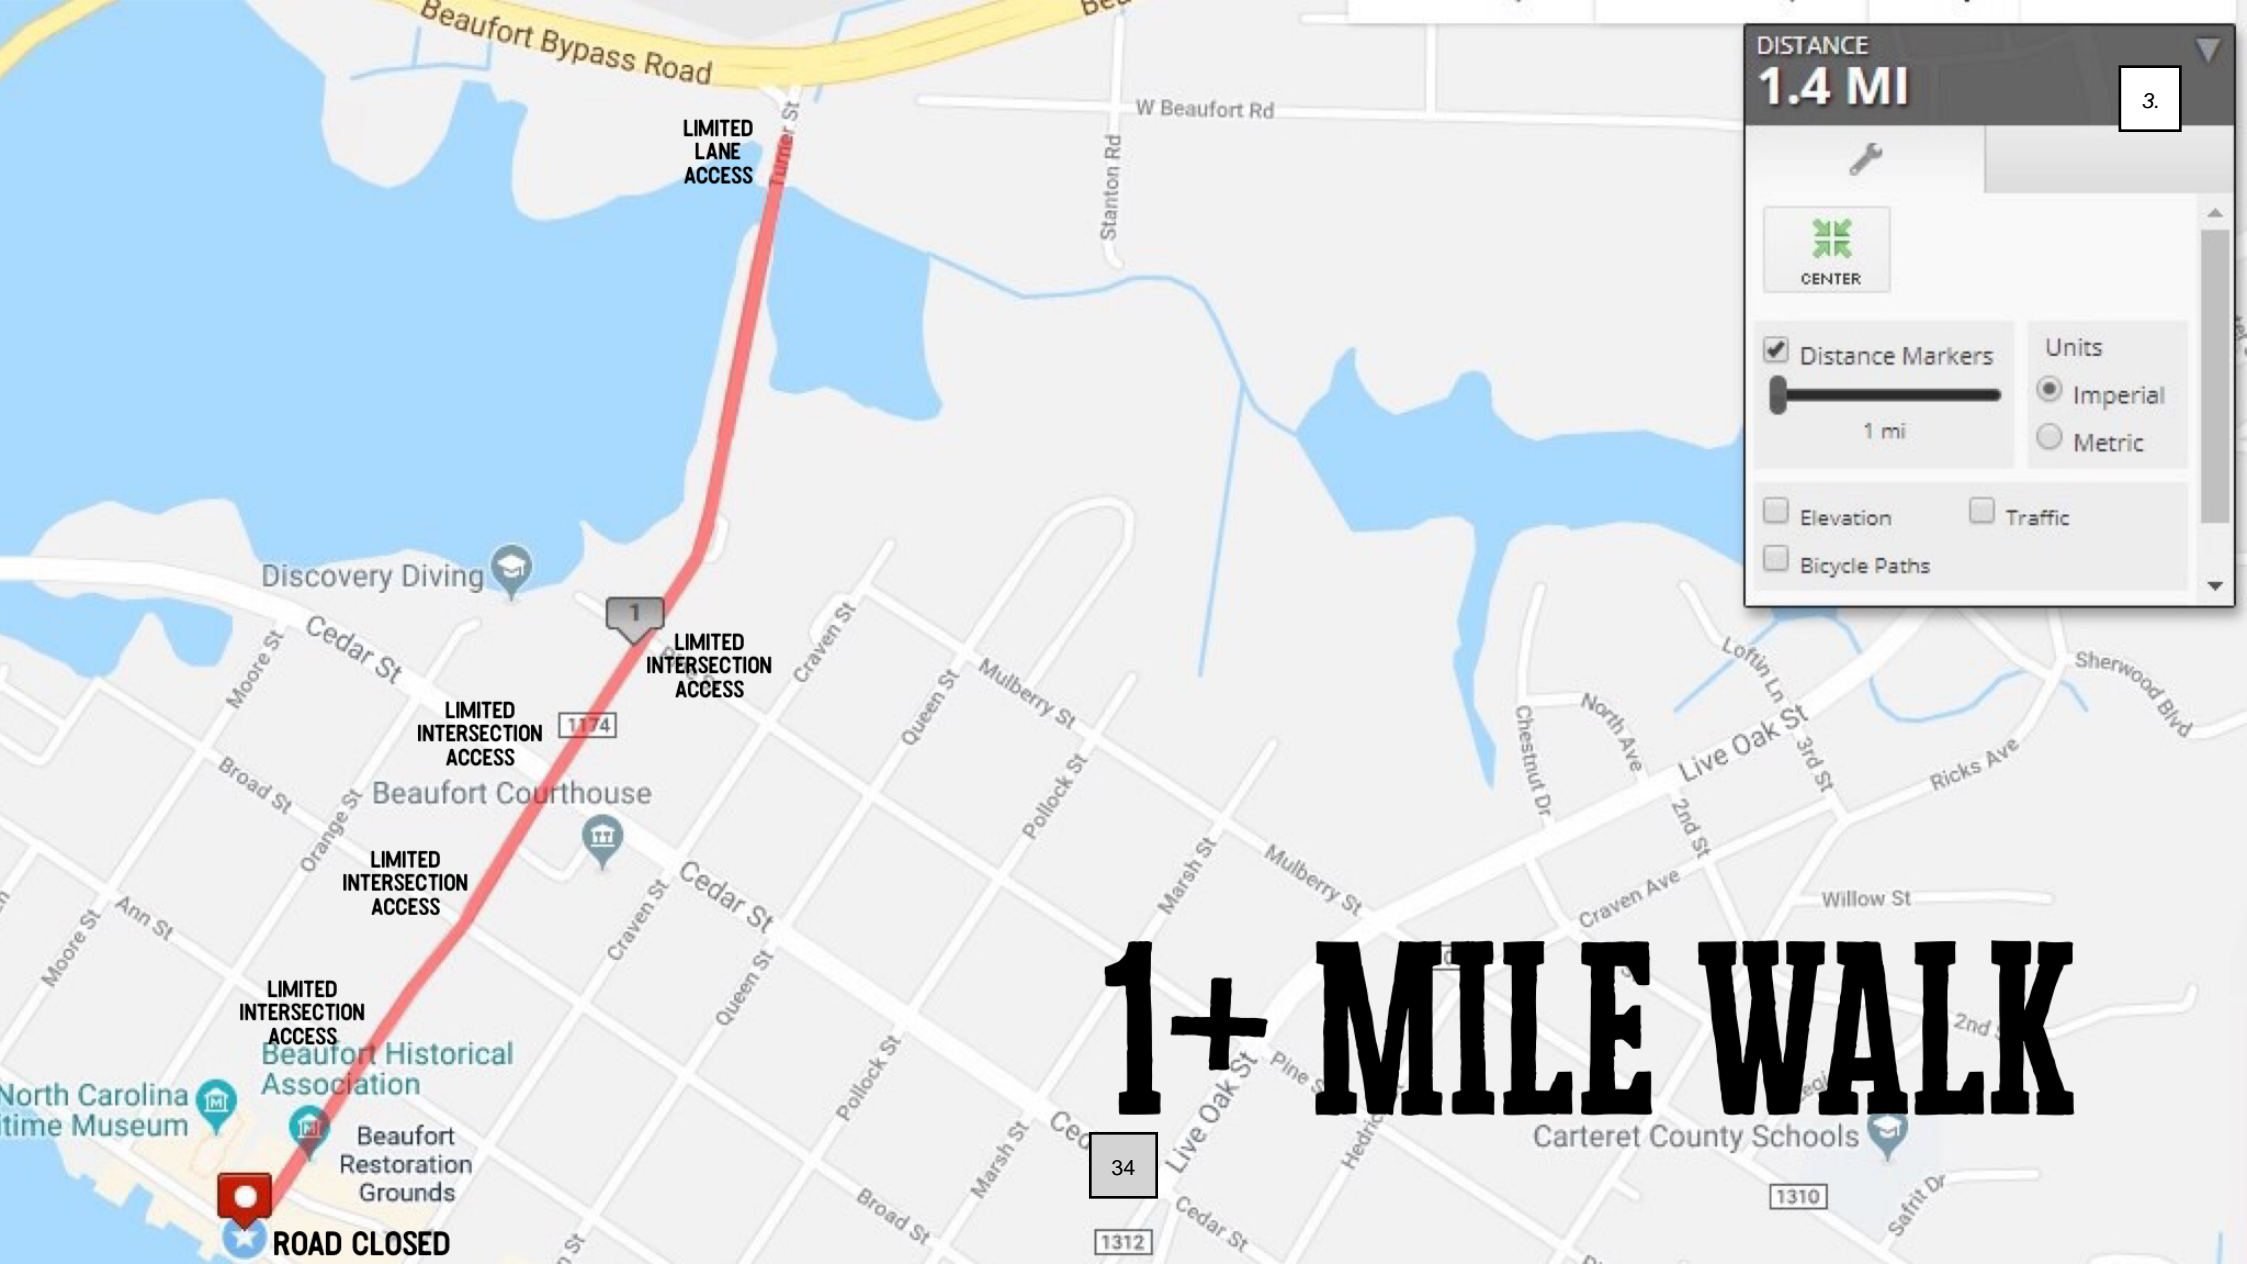 Beaufort Bypass Road
DISTANCE
1.4 MI
3.
CENTER
Distance Markers
1 mi
Units
Imperial
Metric
Elevation
Traffic
Bicycle Paths
W Beaufort Rd
Stanton Rd
Turner St
LIMITED
LANE
ACCESS
Discovery Diving
1
LIMITED
INTERSECTION
ACCESS
Cedar St
Moore St
Craven St
Queen St
Mulberry St
LIMITED
INTERSECTION
ACCESS
1174
Beaufort Courthouse
Broad St
Orange St
Pollock St
Marsh St
Mulberry St
Chestnut Dr
North Ave
Loftin Ln
Live Oak St
3rd St
2nd St
Ricks Ave
Sherwood Blvd
Craven Ave
Willow St
LIMITED
INTERSECTION
ACCESS
Cedar St
Craven St
Queen St
Ann St
Moore St
LIMITED
INTERSECTION
ACCESS
Beaufort Historical
Association
North Carolina
time Museum
Beaufort
Restoration
Grounds
ROAD CLOSED
1+ MILE WALK
2nd
Pollock St
Marsh St
Live Oak St
Pine
Carteret County Schools
34
Broad St
Cedar St
1312
1310
Safrit Dr